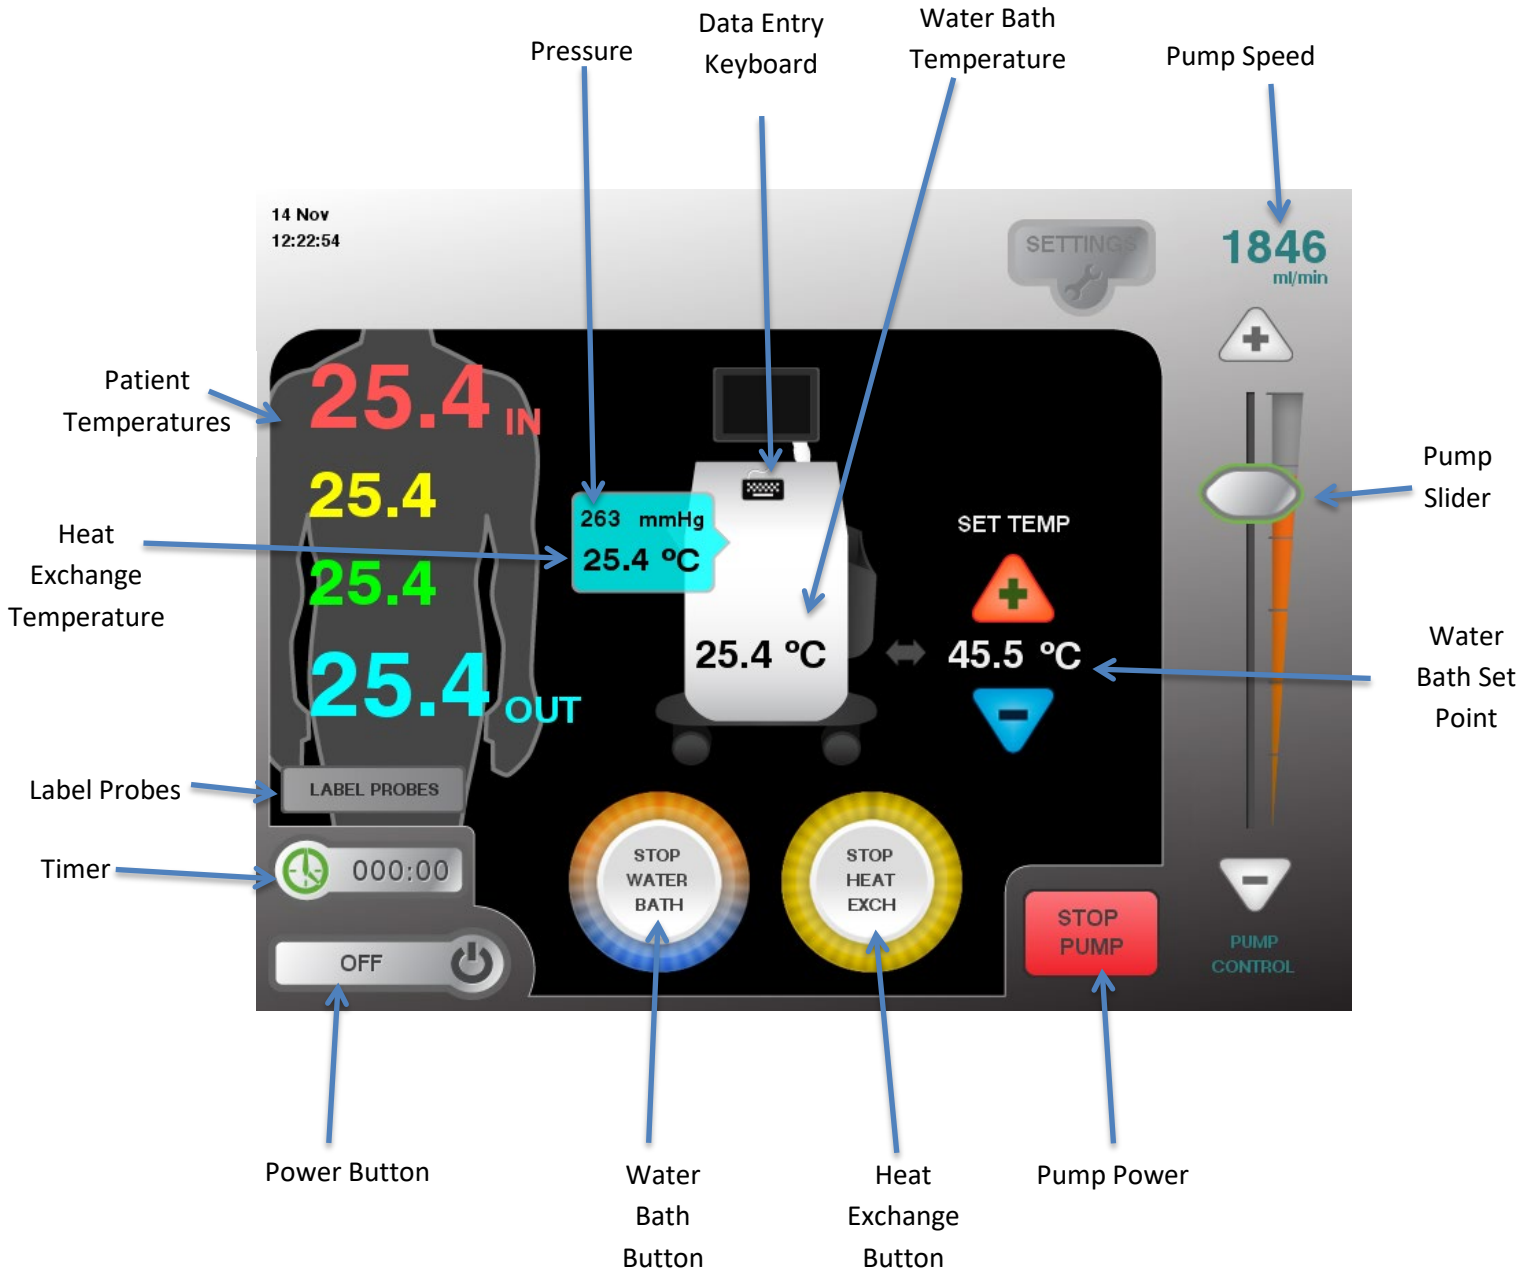 Pressure
Data Entry
Keyboard
Water Bath
Temperature
Pump Speed
14 Nov
12:22:54
SETTINGS
1846
ml/min
Patient
Temperatures
25.4 IN
25.4
25.4
25.4 OUT
Heat
Exchange
Temperature
263 mmHg
25.4 ºC
25.4 ºC
SET TEMP
45.5 ºC
Pump
Slider
Water
Bath Set
Point
Label Probes
LABEL PROBES
Timer
000:00
OFF
STOP
WATER
BATH
STOP
HEAT
EXCH
STOP
PUMP
PUMP
CONTROL
Power Button
Water
Bath
Button
Heat
Exchange
Button
Pump Power